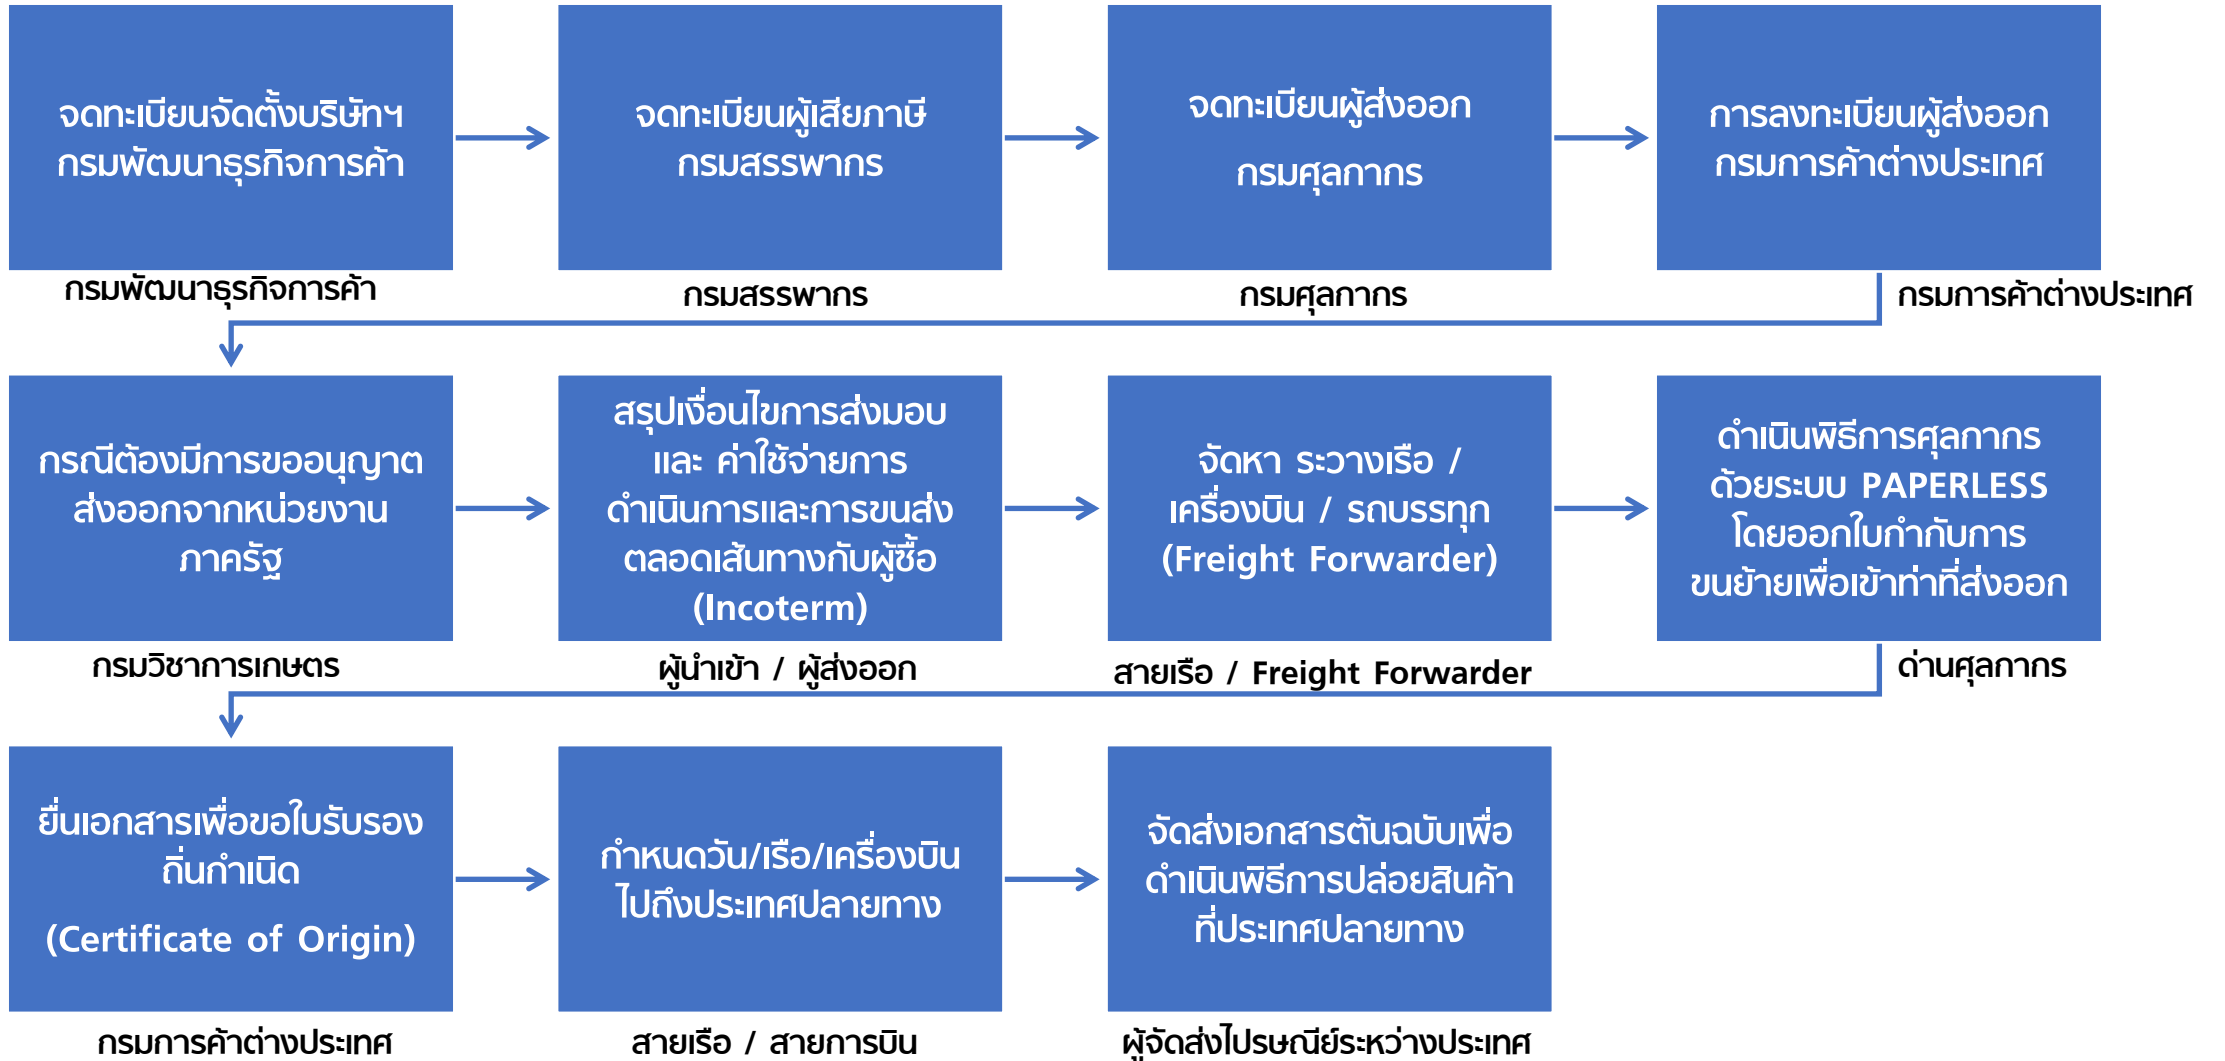 จดทะเบียนจัดตั้งบริษัทฯ
กรมพัฒนาธุรกิจการค้า
กรมพัฒนาธุรกิจการค้า
จดทะเบียนผู้เสียภาษี
กรมสรรพากร
กรมสรรพากร
จดทะเบียนผู้ส่งออก
กรมศุลกากร
กรมศุลกากร
การลงทะเบียนผู้ส่งออก
กรมการค้าต่างประเทศ
กรมการค้าต่างประเทศ
กรณีต้องมีการขออนุญาต
ส่งออกจากหน่วยงาน
ภาครัฐ
กรมวิชาการเกษตร
สรุปเงื่อนไขการส่งมอบ
และ ค่าใช้จ่ายการ
ดำเนินการและการขนส่ง
ตลอดเส้นทางกับผู้ซื้อ
(Incoterm)
ผู้นำเข้า / ผู้ส่งออก
จัดหา ระวางเรือ /
เครื่องบิน / รถบรรทุก
(Freight Forwarder)
สายเรือ / Freight Forwarder
ดำเนินพิธีการศุลกากร
ด้วยระบบ PAPERLESS
โดยออกใบกำกับการ
ขนย้ายเพื่อเข้าท่าที่ส่งออก
ด่านศุลกากร
ยื่นเอกสารเพื่อขอใบรับรอง
ถิ่นกำเนิด
(Certificate of Origin)
กรมการค้าต่างประเทศ
กำหนดวัน/เรือ/เครื่องบิน
ไปถึงประเทศปลายทาง
สายเรือ / สายการบิน
จัดส่งเอกสารต้นฉบับเพื่อ
ดำเนินพิธีการปล่อยสินค้า
ที่ประเทศปลายทาง
ผู้จัดส่งไปรษณีย์ระหว่างประเทศ